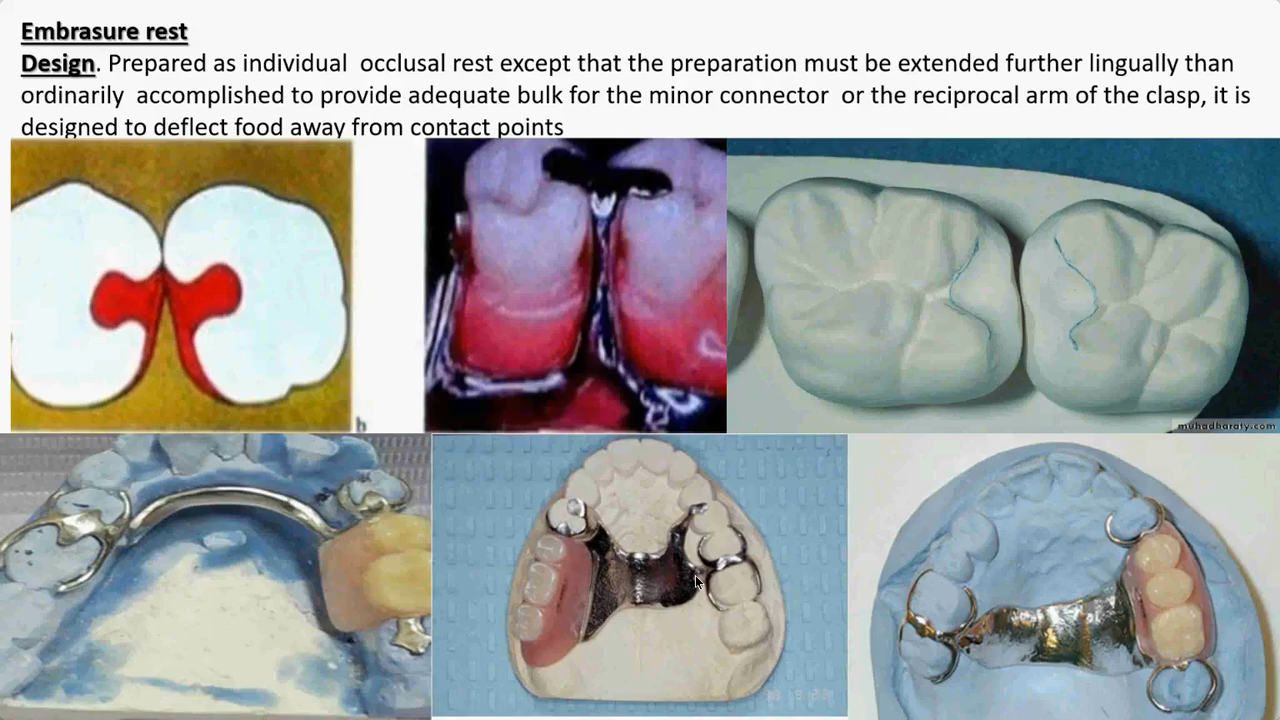 Embrasure rest
Design. Prepared as individual occlusal rest except that the preparation must be extended further lingually than
ordinarily accomplished to provide adequate bulk for the minor connector or the reciprocal arm of the clasp, it is
designed to deflect food away from contact points
b
muhadharaty.com